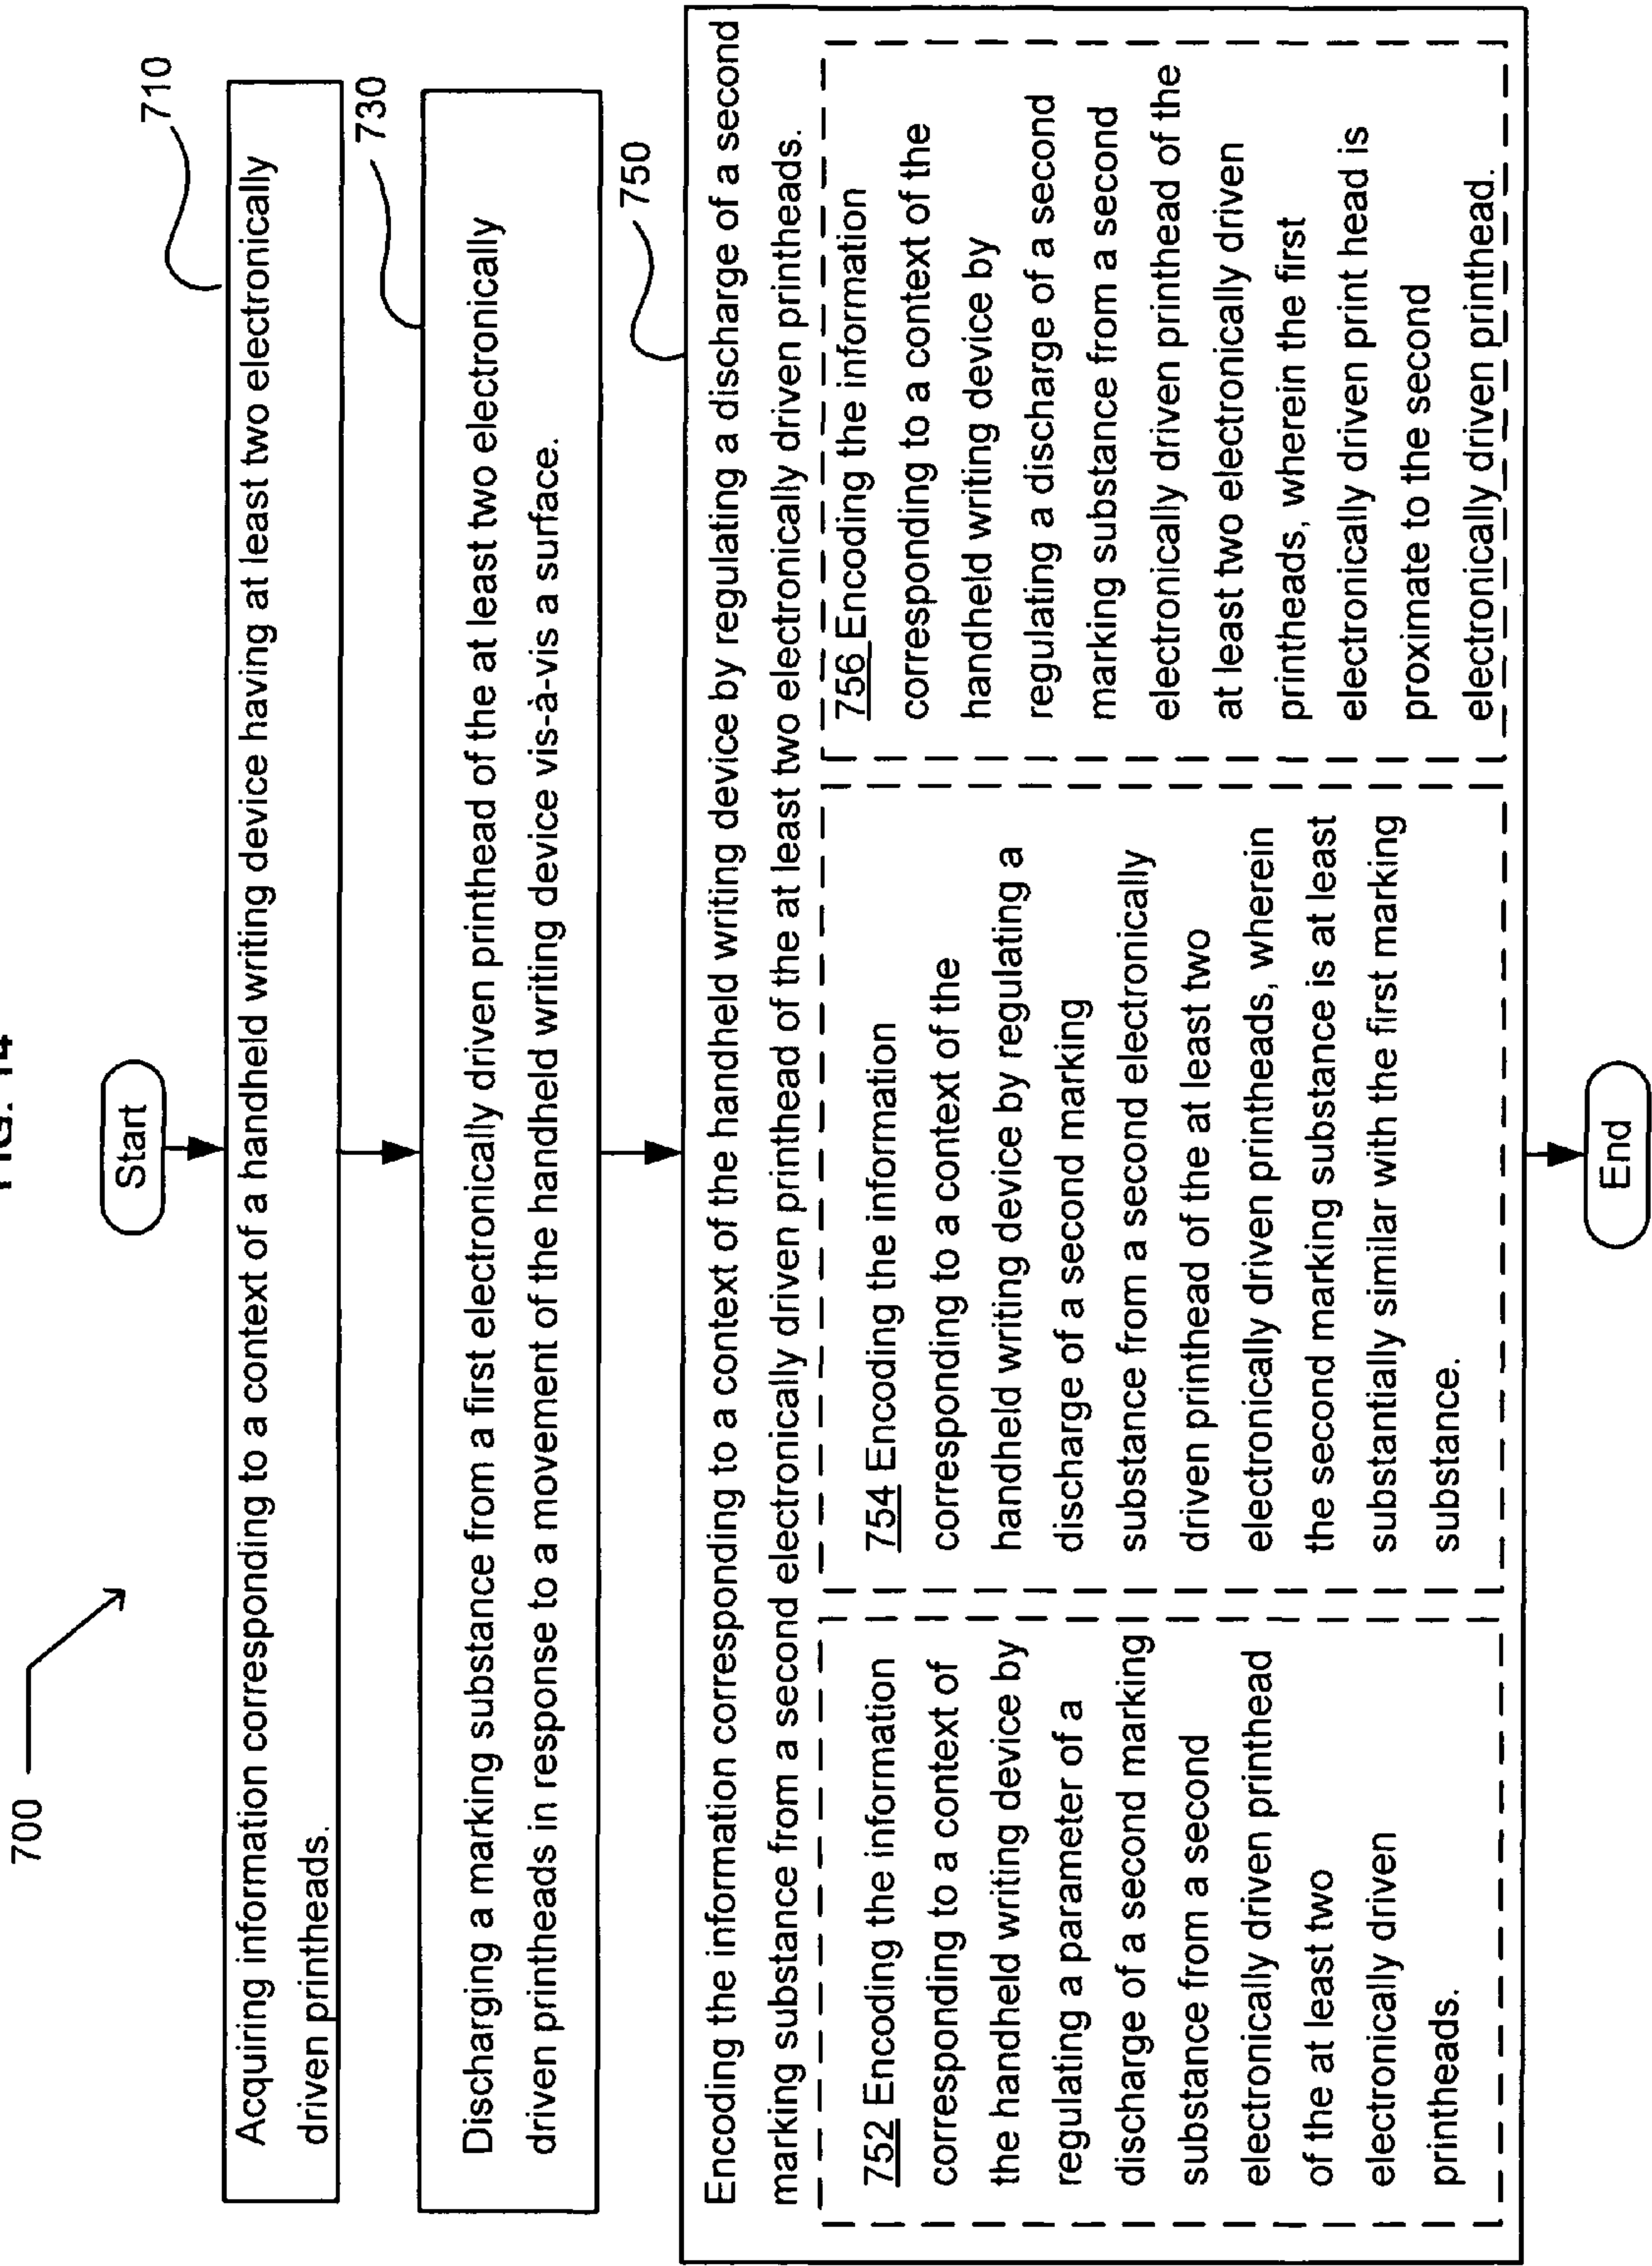 700
Start
710
Acquiring information corresponding to a context of a handheld writing device having at least two electronically
driven printheads.
730
Discharging a marking substance from a first electronically driven printhead of the at least two electronically
driven printheads in response to a movement of the handheld writing device vis-à-vis a surface.
750
Encoding the information corresponding to a context of the handheld writing device by regulating a discharge of a second
marking substance from a second electronically driven printhead of the at least two electronically driven printheads.
752 Encoding the information
corresponding to a context of
the handheld writing device by
regulating a parameter of a
discharge of a second marking
substance from a second
electronically driven printhead
of the at least two
electronically driven
printheads.
754 Encoding the information
corresponding to a context of the
handheld writing device by regulating a
discharge of a second marking
substance from a second electronically
driven printhead of the at least two
electronically driven printheads, wherein
the second marking substance is at least
substantially similar with the first marking
substance.
756 Encoding the information
corresponding to a context of the
handheld writing device by
regulating a discharge of a second
marking substance from a second
electronically driven printhead of the
at least two electronically driven
printheads, wherein the first
electronically driven print head is
proximate to the second
electronically driven printhead.
End